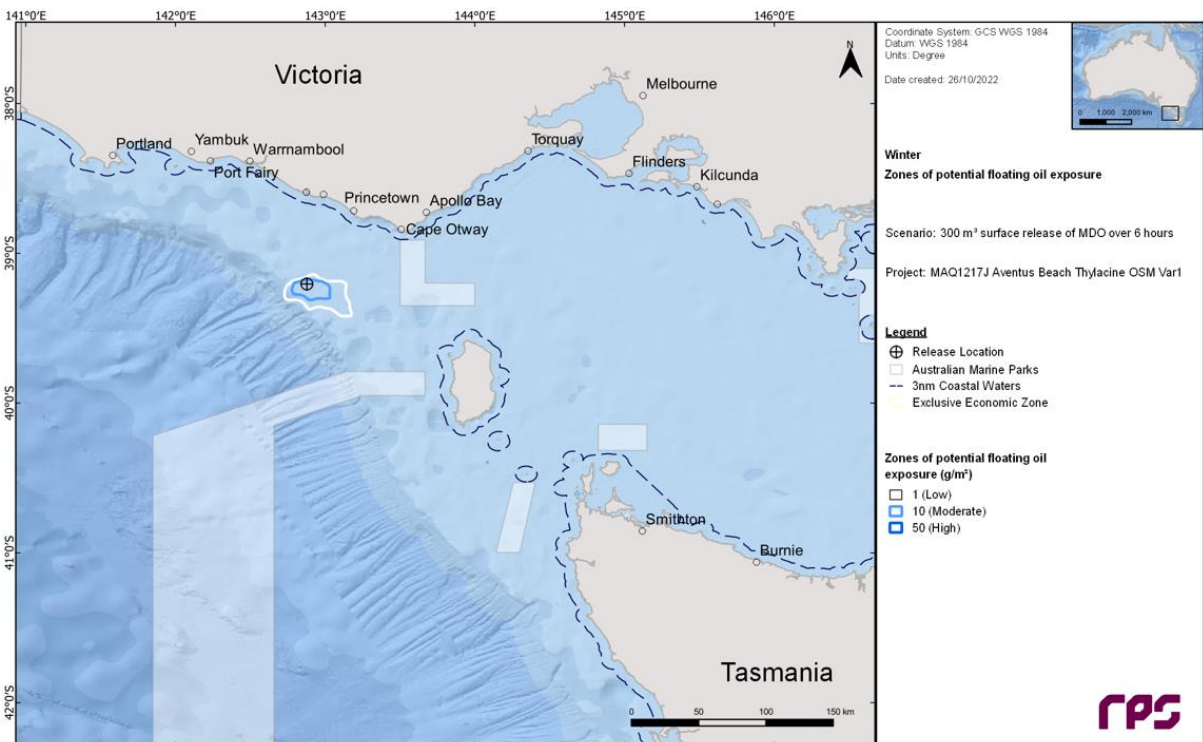 141°0'E 142°0'E 143°0'E 144°0'E 145°0'E 146°0'E
38°0'S
39°0'S
40°0'S
41°0'S
42°0'S
Victoria
N
Melbourne
Portland
Yambuk
Warrnambool
Port Fairy
Torquay
Flinders
Kilcunda
Princetown
Apollo Bay
Cape Otway
Smithton
Burnie
Tasmania
0 50 100 150 km
Coordinate System: GCS WGS 1984
Datum: WGS 1984
Units: Degree
Date created: 26/10/2022
0 1,000 2,000 km
Winter
Zones of potential floating oil exposure
Scenario: 300 m³ surface release of MDO over 6 hours
Project: MAQ1217J Aventus Beach Thylacine OSM Var1
Legend
Release Location
Australian Marine Parks
3nm Coastal Waters
Exclusive Economic Zone
Zones of potential floating oil
exposure (g/m²)
1 (Low)
10 (Moderate)
50 (High)
rps